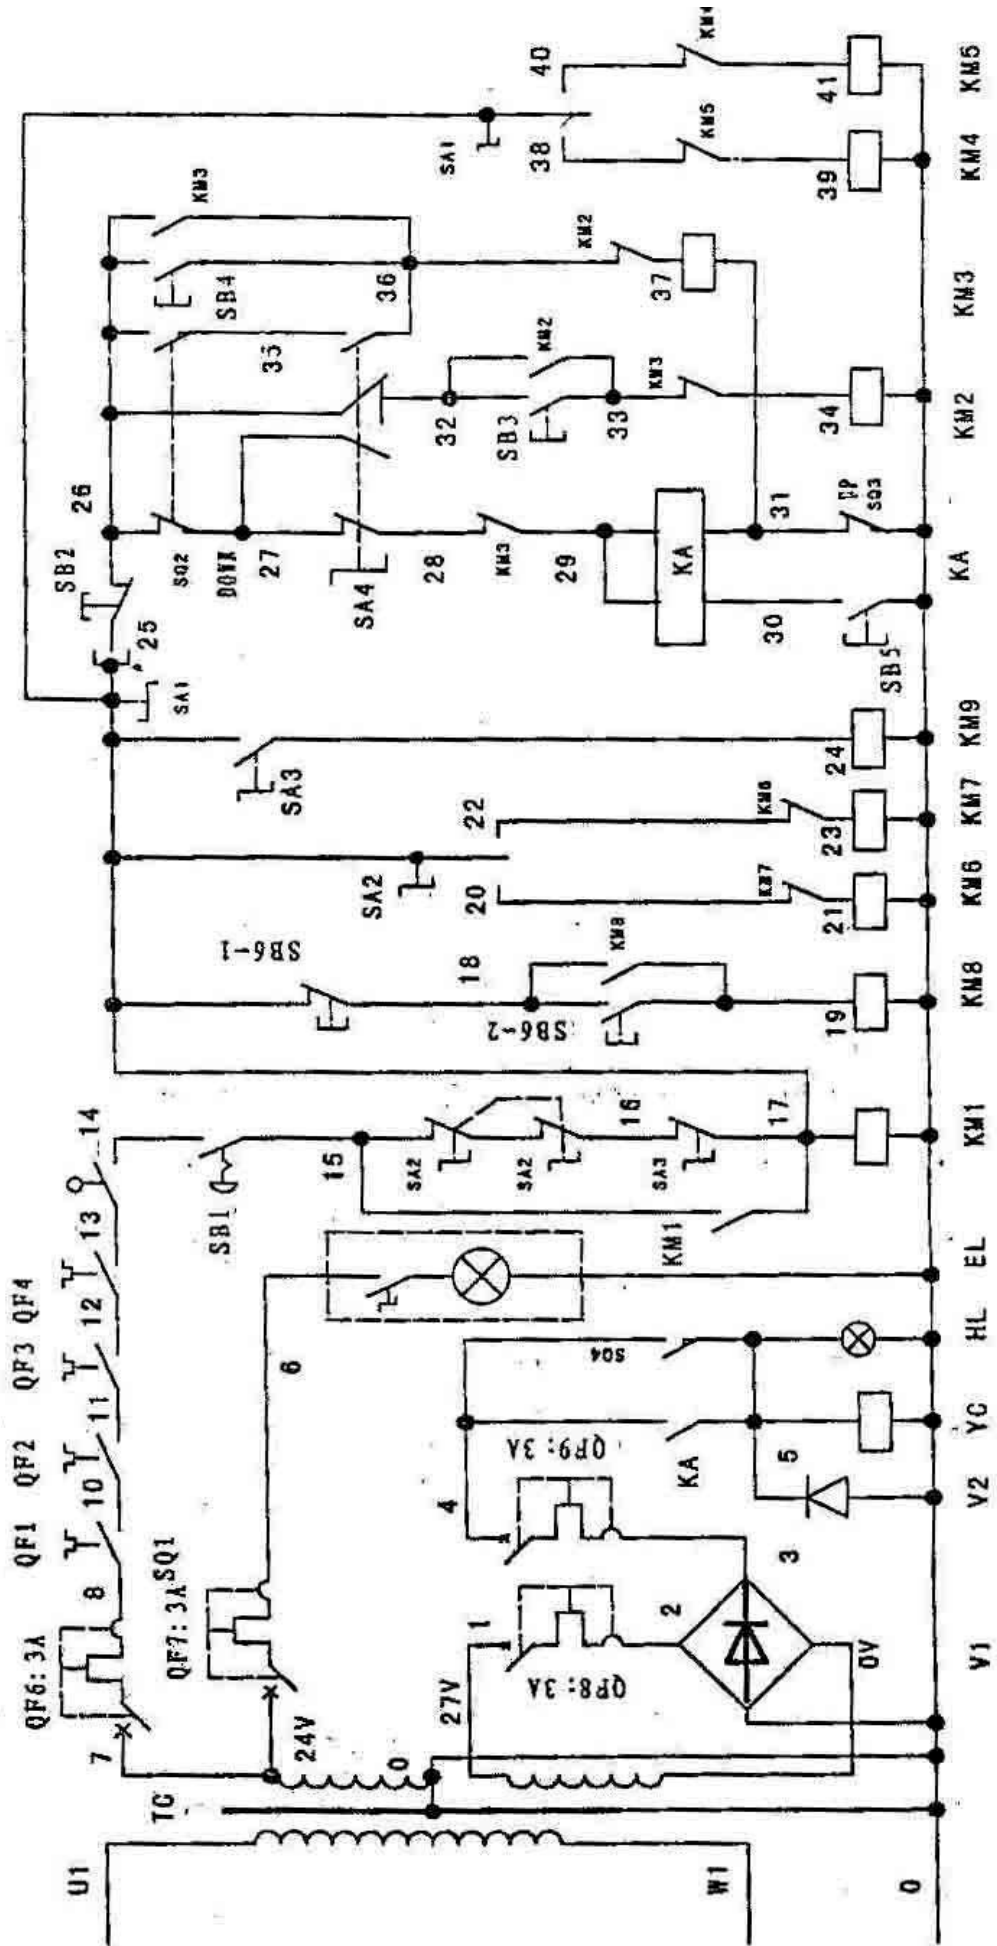 U1
W1
0
TC
7
24V
0
27V
0V
QF6: 3A
QF7: 3A
SQ1
QF8: 3A
QF9: 3A
1
2
3
4
5
6
8
QF1
10
QF2
11
QF3
12
QF4
13
14
KA
SQ4
SB1
15
SA2
SA2
16
SA3
17
KM1
SB6-1
18
SB6-2
KM8
19
SA2
20
22
KM7
KM6
21
23
SA3
24
SA1
25
SB2
26
SQ2
DOWN
27
SA4
28
KM3
29
KA
30
31
SB5
UP
SQ3
32
SB3
KM2
33
KM3
34
35
SB4
KM3
36
KM2
37
SA1
38
40
KM5
KM4
39
41
V1
V2
YC
HL
EL
KM1
KM8
KM6
KM7
KM9
KA
KM2
KM3
KM4
KM5